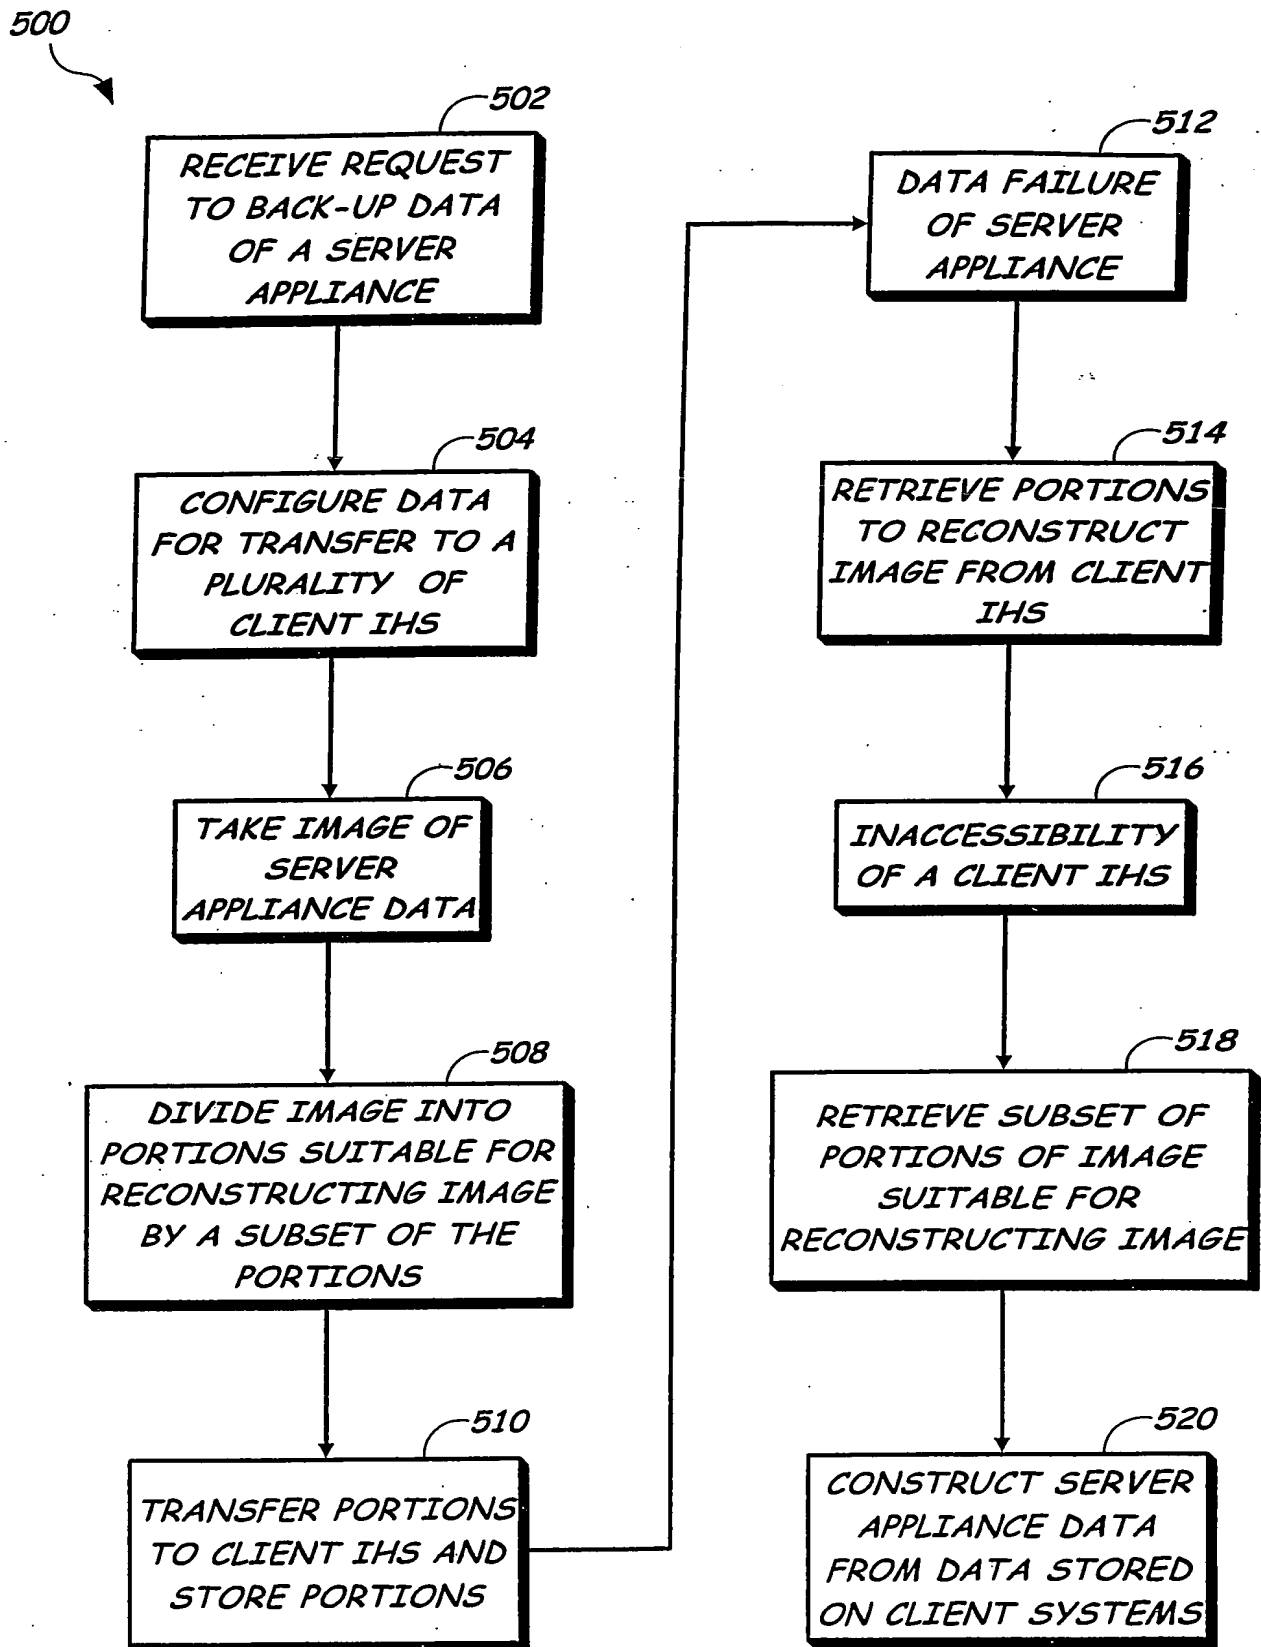 500
502
RECEIVE REQUEST
TO BACK-UP DATA
OF A SERVER
APPLIANCE
504
CONFIGURE DATA
FOR TRANSFER TO A
PLURALITY OF
CLIENT IHS
506
TAKE IMAGE OF
SERVER
APPLIANCE DATA
508
DIVIDE IMAGE INTO
PORTIONS SUITABLE FOR
RECONSTRUCTING IMAGE
BY A SUBSET OF THE
PORTIONS
510
TRANSFER PORTIONS
TO CLIENT IHS AND
STORE PORTIONS
512
DATA FAILURE
OF SERVER
APPLIANCE
514
RETRIEVE PORTIONS
TO RECONSTRUCT
IMAGE FROM CLIENT
IHS
516
INACCESSIBILITY
OF A CLIENT IHS
518
RETRIEVE SUBSET OF
PORTIONS OF IMAGE
SUITABLE FOR
RECONSTRUCTING IMAGE
520
CONSTRUCT SERVER
APPLIANCE DATA
FROM DATA STORED
ON CLIENT SYSTEMS